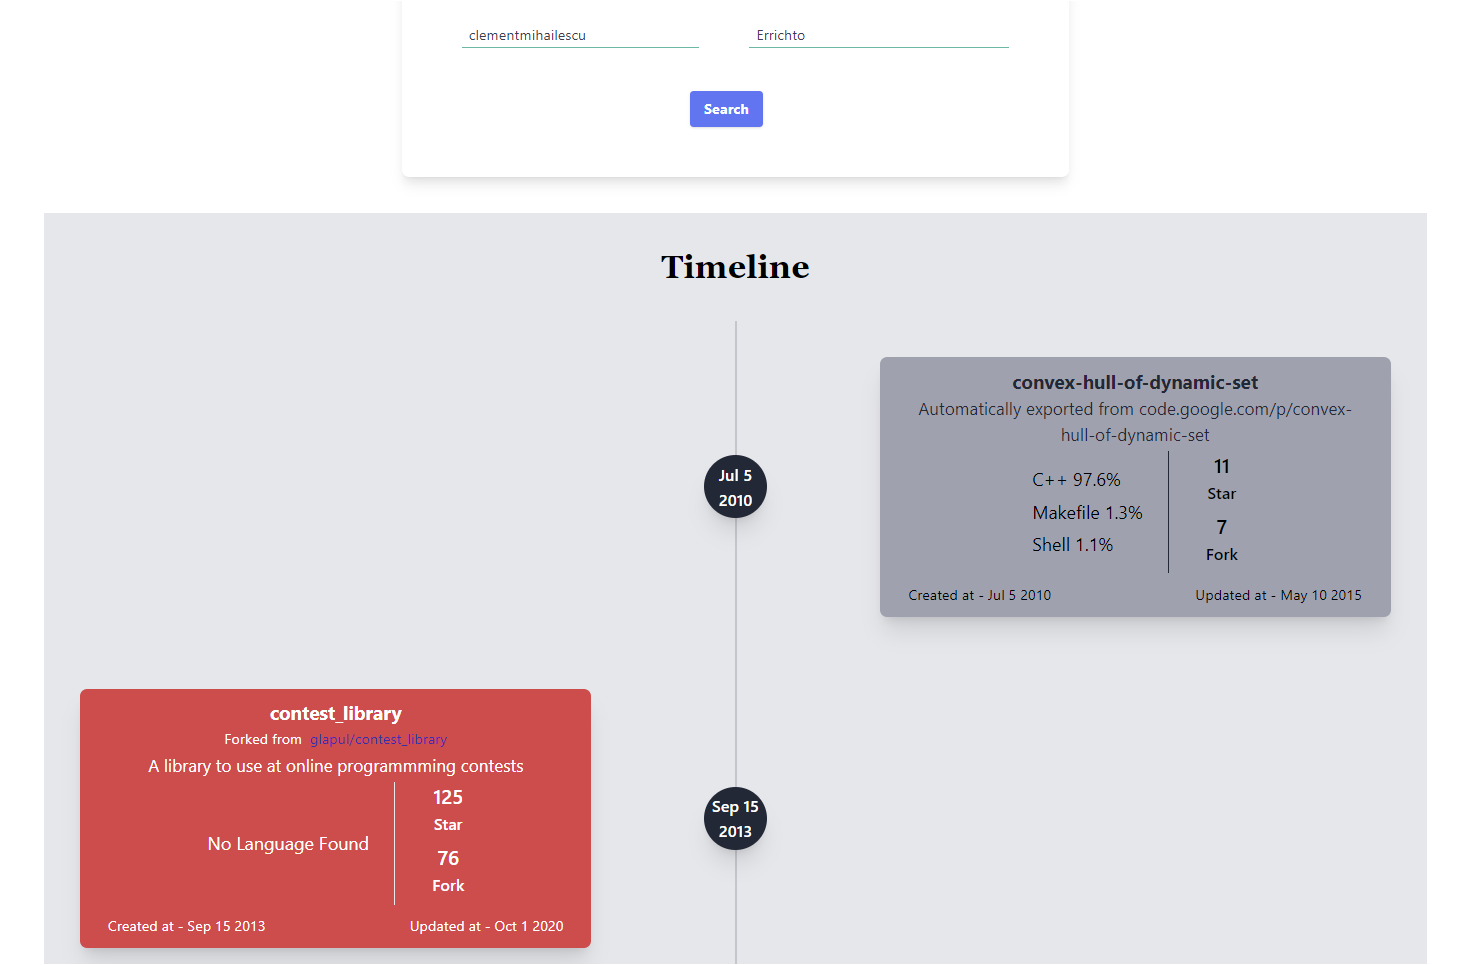 clementmihailescu
Errichto
Search
Timeline
convex-hull-of-dynamic-set
Automatically exported from code.google.com/p/convex-
hull-of-dynamic-set
C++ 97.6%
Makefile 1.3%
Shell 1.1%
11
Star
7
Fork
Created at - Jul 5 2010
Updated at - May 10 2015
Jul 5
2010
contest_library
Forked from glapul/contest_library
A library to use at online programmming contests
No Language Found
125
Star
76
Fork
Created at - Sep 15 2013
Updated at - Oct 1 2020
Sep 15
2013